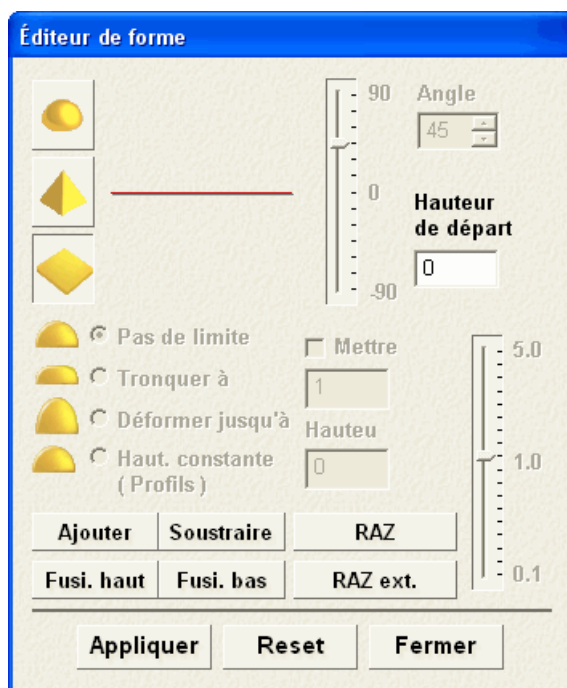 Éditeur de forme
90
Angle
45
0
Hauteur
de départ
0
-90
Pas de limite
Mettre
5.0
Tronquer à
1
Déformer jusqu'à
Hauteu
Haut. constante
( Profils )
0
1.0
Ajouter
Soustraire
RAZ
Fusi. haut
Fusi. bas
RAZ ext.
0.1
Appliquer
Reset
Fermer